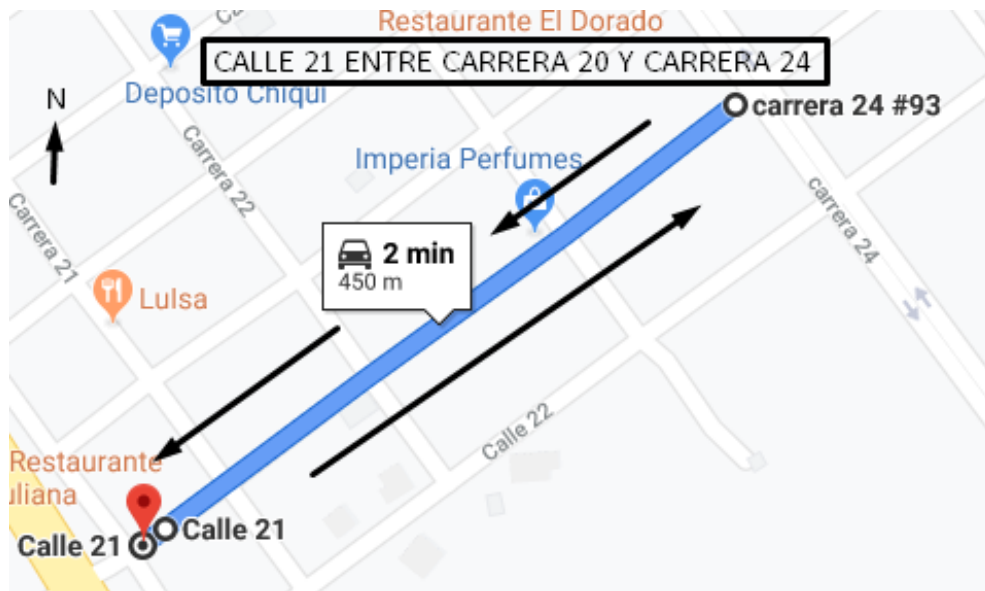 Restaurante El Dorado
CALLE 21 ENTRE CARRERA 20 Y CARRERA 24
N
Deposito Chiqui
carrera 24 #93
Carrera 22
Imperia Perfumes
carrera 24
Carrera 21
2 min
450 m
Lulsa
Calle 22
Restaurante
uliana
Calle 21
Calle 21